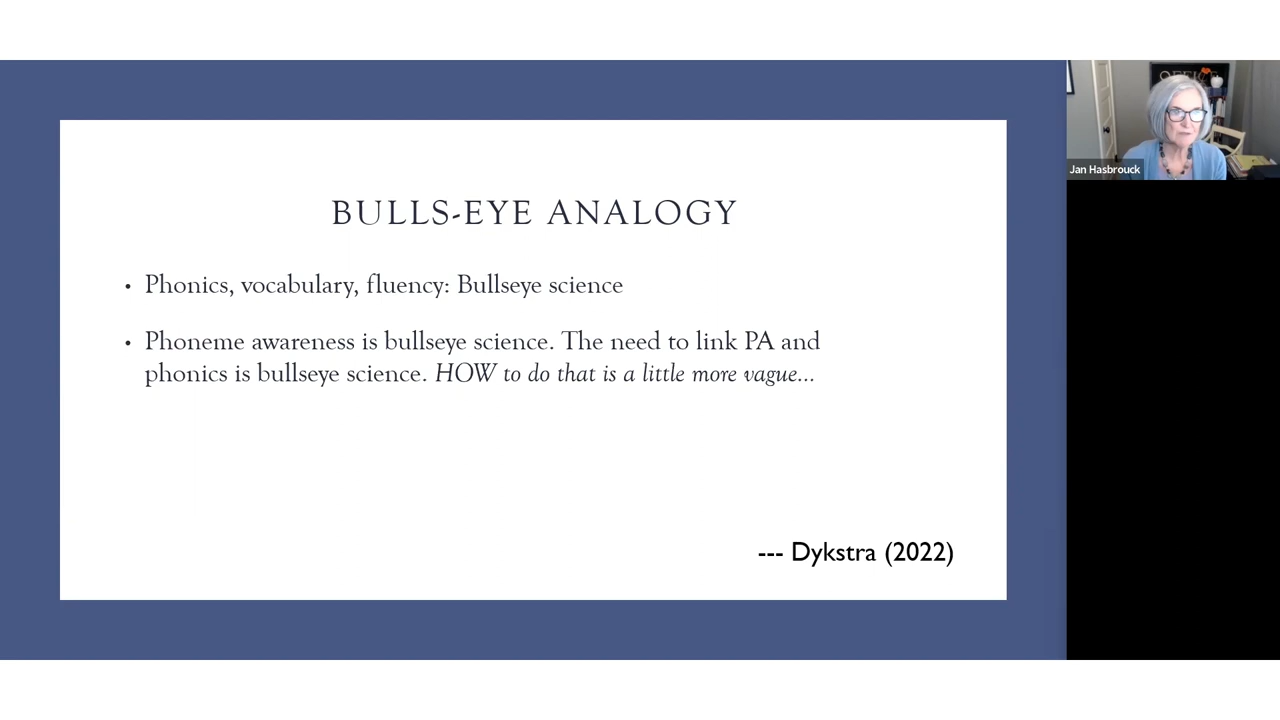 BULLS-EYE ANALOGY
• Phonics, vocabulary, fluency: Bullseye science
• Phoneme awareness is bullseye science. The need to link PA and
phonics is bullseye science. HOW to do that is a little more vague...
--- Dykstra (2022)
OFFICE
Jan Hasbrouck